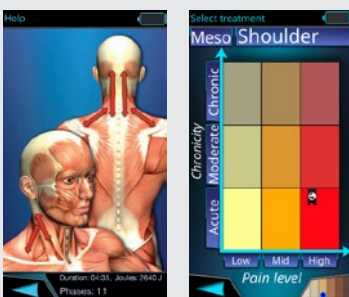 Help
Duration: 04:35, Joules: 2640 J
Phases: 11
Select treatment
Meso Shoulder
Chronicity
Chronic
Moderate
Acute
Low Mid High
Pain level